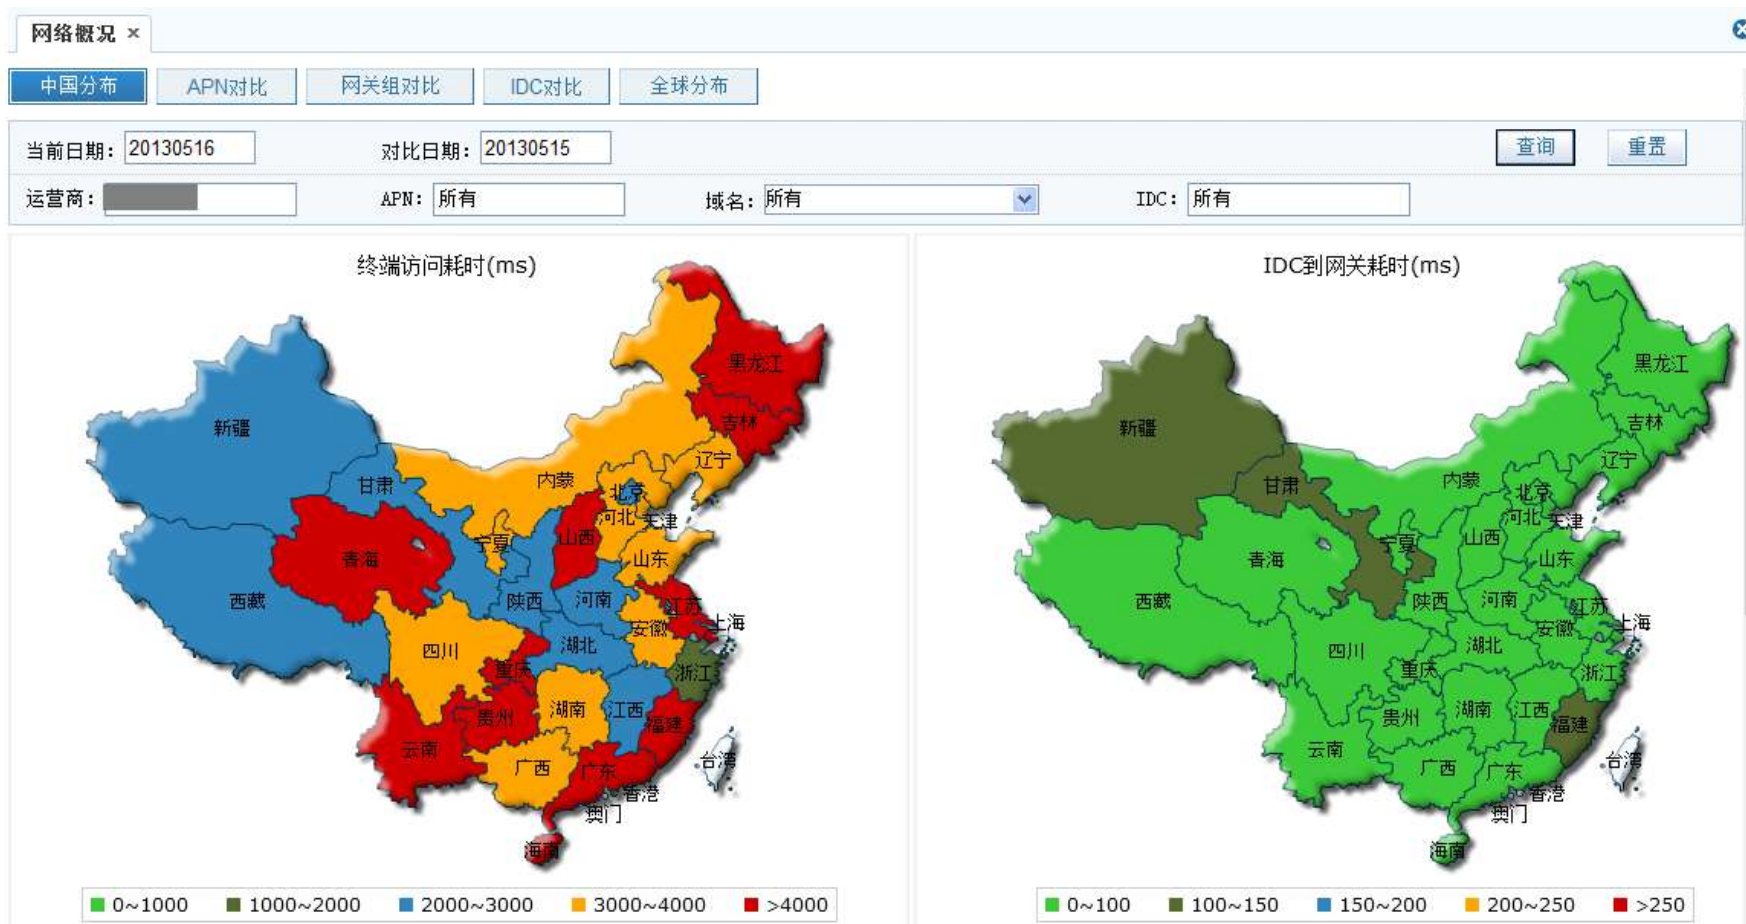 网络概况 ×
中国分布 APN对比 网关组对比 IDC对比 全球分布
当前日期: 20130516 对比日期: 20130515 查询 重置
运营商: APN: 所有 域名: 所有 IDC: 所有
终端访问耗时(ms)
黑龙江
吉林
新疆
辽宁
内蒙
甘肃
北京
河北 天津
山西
宁夏
山东
青海
西藏
陕西
河南
江苏
上海
安徽
湖北
四川
重庆
浙江
湖南
江西
贵州
福建
云南
广西
广东
台湾
香港
澳门
海南
0~1000 1000~2000 2000~3000 3000~4000 >4000
IDC到网关耗时(ms)
黑龙江
吉林
新疆
辽宁
内蒙
甘肃
北京
河北 天津
山西
宁夏
山东
青海
西藏
陕西
河南
江苏
上海
安徽
湖北
四川
重庆
浙江
湖南
江西
贵州
福建
云南
广西
广东
台湾
香港
澳门
海南
0~100 100~150 150~200 200~250 >250